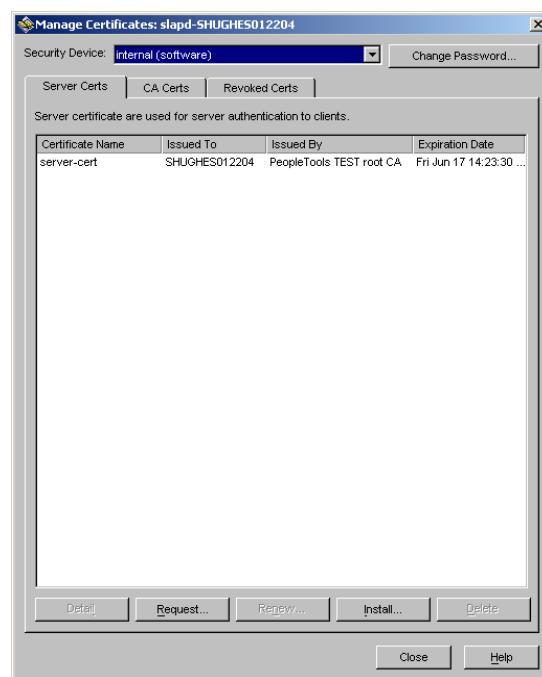 Manage Certificates: slapd-SHUGHES012204
Security Device: internal (software) Change Password...
Server Certs CA Certs Revoked Certs
Server certificate are used for server authentication to clients.
Certificate Name Issued To Issued By Expiration Date
server-cert SHUGHES012204 PeopleTools TEST root CA Fri Jun 17 14:23:30 ...
Detail Request... Renew... Install... Delete
Close Help